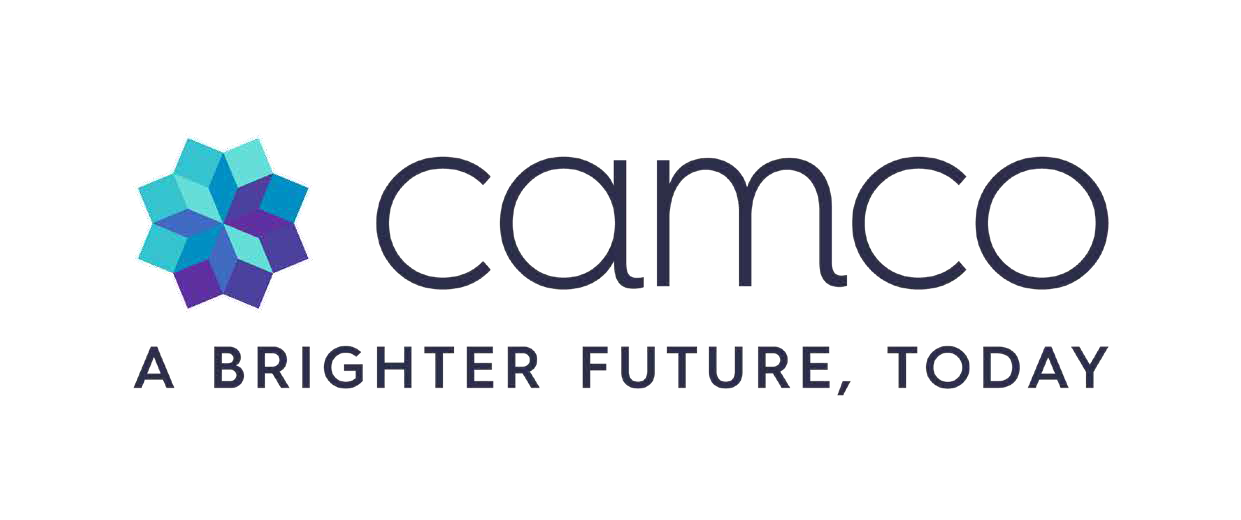 camco
A BRIGHTER FUTURE, TODAY